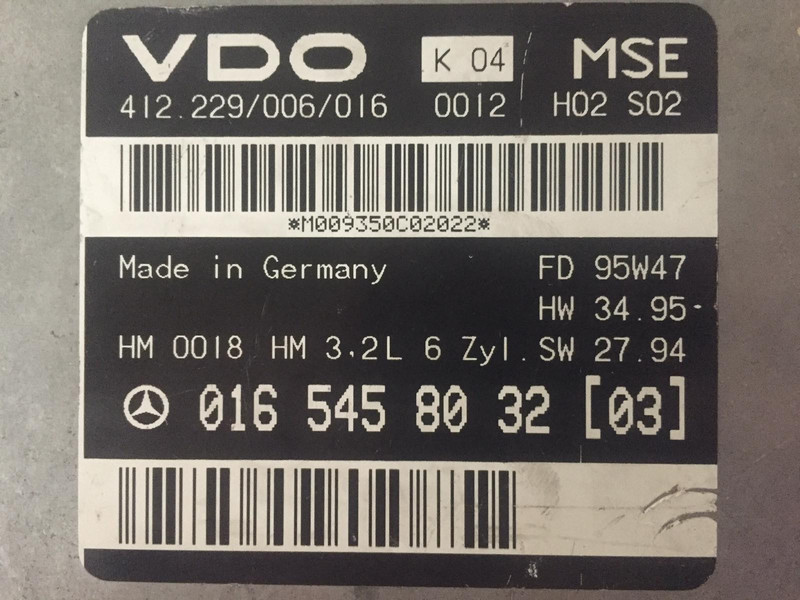 VDO K 04 MSE
412.229/006/016 0012 H02 S02
*M009350C02022*
Made in Germany FD 95W47
HW 34.95
HM 0018 HM 3,2L 6 Zyl. SW 27.94
016 545 80 32 [03]